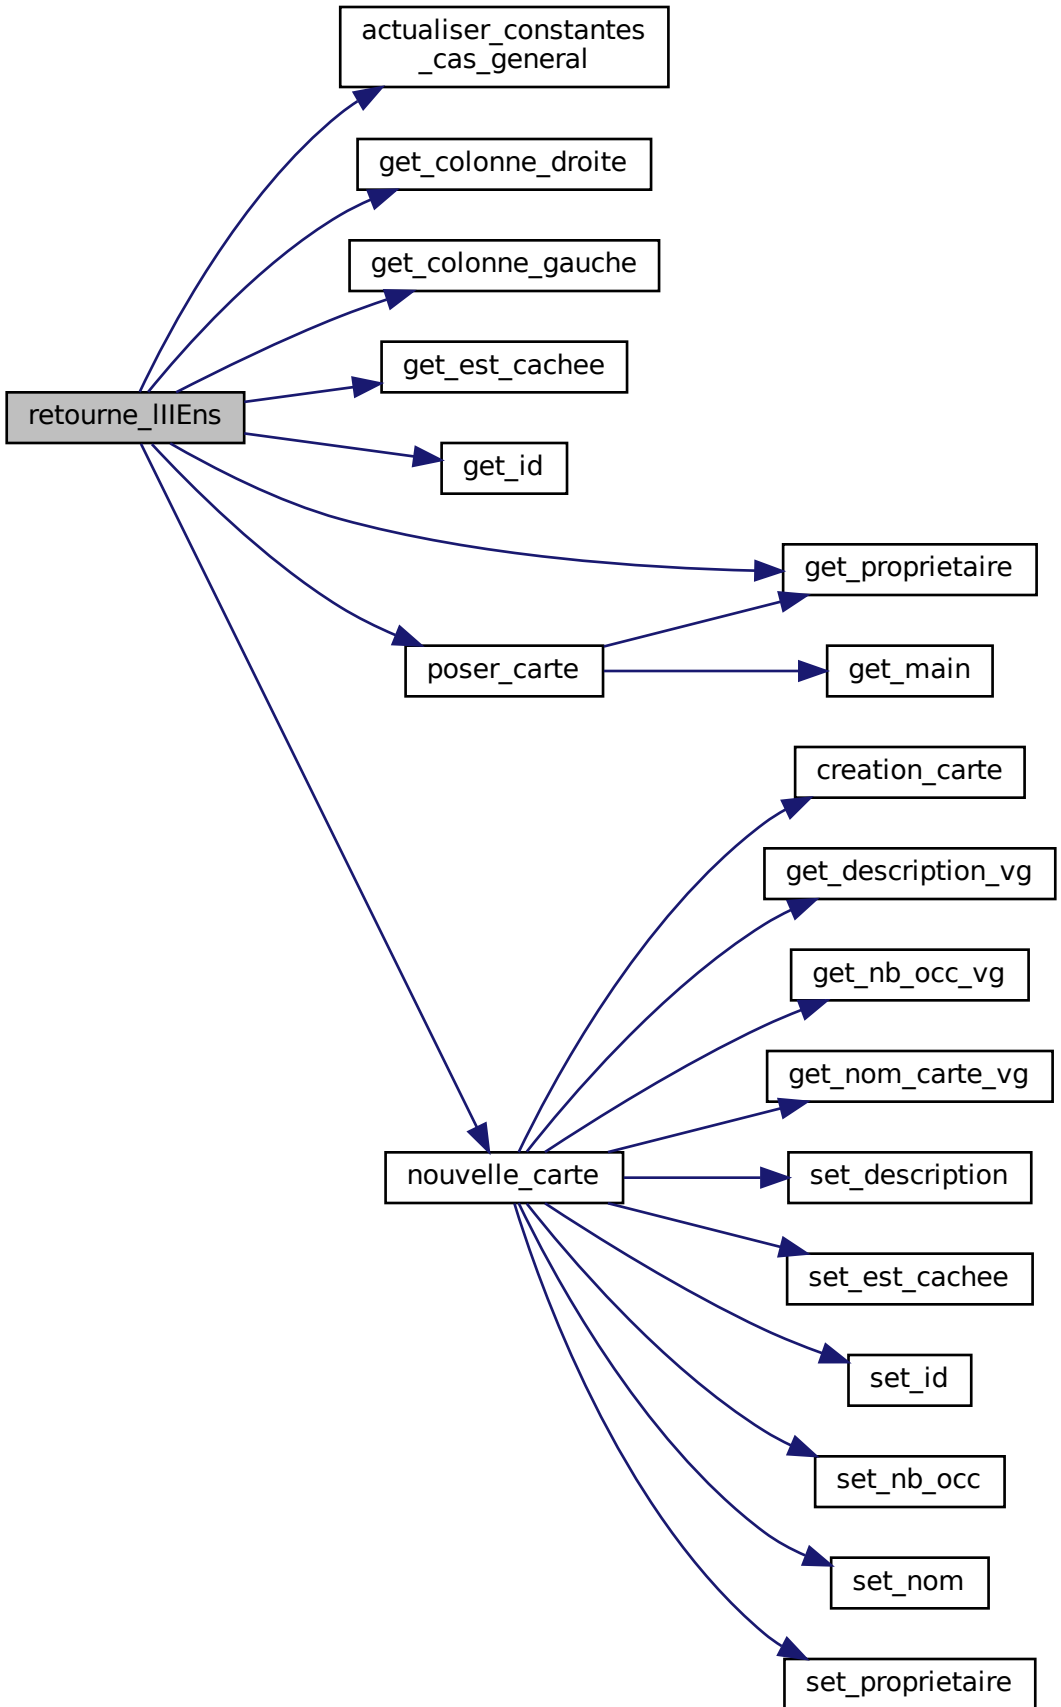 actualiser_constantes
_cas_general
get_colonne_droite
get_colonne_gauche
get_est_cachee
retourne_lIIEns
get_id
get_proprietaire
poser_carte
get_main
creation_carte
get_description_vg
get_nb_occ_vg
get_nom_carte_vg
nouvelle_carte
set_description
set_est_cachee
set_id
set_nb_occ
set_nom
set_proprietaire